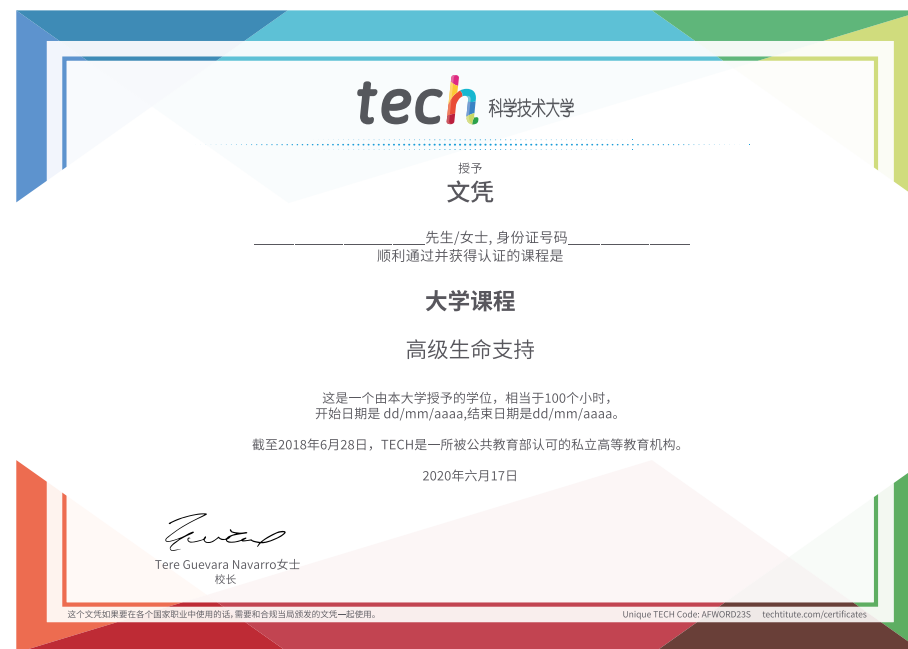 tech 科学技术大学
授予
文凭
________________________先生/女士, 身份证号码_________________
顺利通过并获得认证的课程是
大学课程
高级生命支持
这是一个由本大学授予的学位，相当于100个小时，
开始日期是 dd/mm/aaaa,结束日期是dd/mm/aaaa。
截至2018年6月28日，TECH是一所被公共教育部认可的私立高等教育机构。
2020年六月17日
Tere Guevara Navarro女士
校长
这个文凭如果要在各个国家职业中使用的话,需要和合规当局颁发的文凭一起使用。
Unique TECH Code: AFWORD23S techtitute.com/certificates